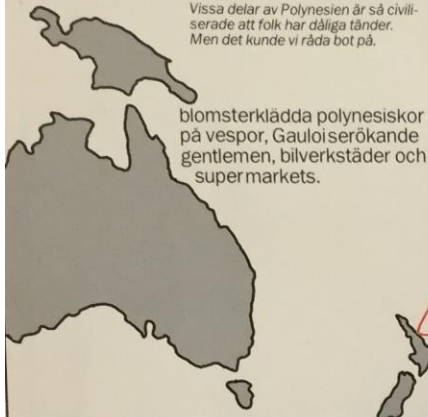 Vissa delar av Polynesien är så civili-
serade att folk har dåliga tänder.
Men det kunde vi råda bot på.
blomsterklädda polynesiskor
på vespor, Gauloiserökande
gentlemen, bilverkstäder och
supermarkets.